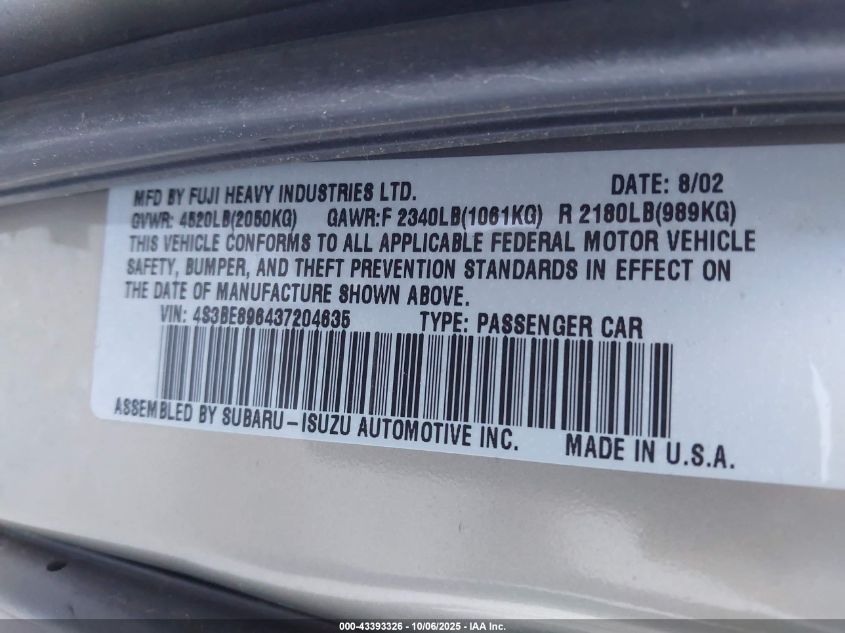 MFD BY FUJI HEAVY INDUSTRIES LTD. DATE: 8/02
GVWR: 4520LB(2050KG) GAWR:F 2340LB(1061KG) R 2180LB(989KG)
THIS VEHICLE CONFORMS TO ALL APPLICABLE FEDERAL MOTOR VEHICLE
SAFETY, BUMPER, AND THEFT PREVENTION STANDARDS IN EFFECT ON
THE DATE OF MANUFACTURE SHOWN ABOVE.
VIN: 4S3BE896437204635 TYPE: PASSENGER CAR
ASSEMBLED BY SUBARU-ISUZU AUTOMOTIVE INC. MADE IN U.S.A.
000-43393326 - 10/06/2025 - IAA Inc.